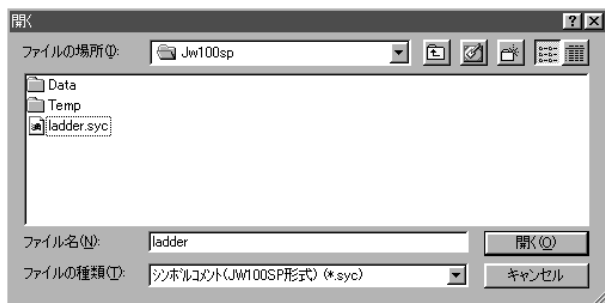 開く
ファイルの場所(I):
Jw100sp
Data
Temp
ladder.syc
ファイル名(N):
ladder
開く(O)
ファイルの種類(T):
シンボルコメント(JW100SP形式) (*.syc)
キャンセル